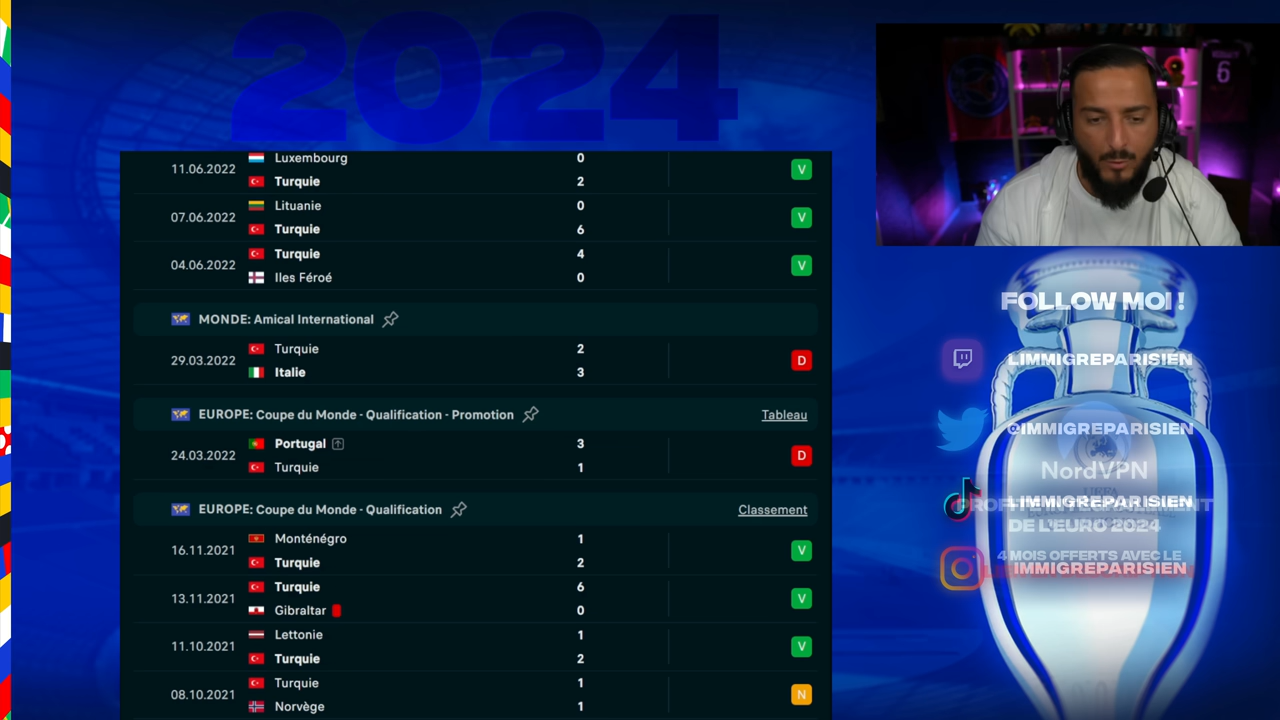 2024
11.06.2022
Luxembourg 0
Turquie 2
V
07.06.2022
Lituanie 0
Turquie 6
V
04.06.2022
Turquie 4
Iles Féroé 0
V
MONDE: Amical International
29.03.2022
Turquie 2
Italie 3
D
EUROPE: Coupe du Monde - Qualification - Promotion
Tableau
24.03.2022
Portugal 3
Turquie 1
D
EUROPE: Coupe du Monde - Qualification
Classement
16.11.2021
Monténégro 1
Turquie 2
V
13.11.2021
Turquie 6
Gibraltar 0
V
11.10.2021
Lettonie 1
Turquie 2
V
08.10.2021
Turquie 1
Norvège 1
N
6
FOLLOW MOI !
LIMMIGREPARISIEN
@IMMIGREPARISIEN
NordVPN
LIMMIGREPARISIEN
PROFITE LÉGALEMENT
DE L'EURO 2024
4 MOIS OFFERTS AVEC LE
IMMIGREPARISIEN